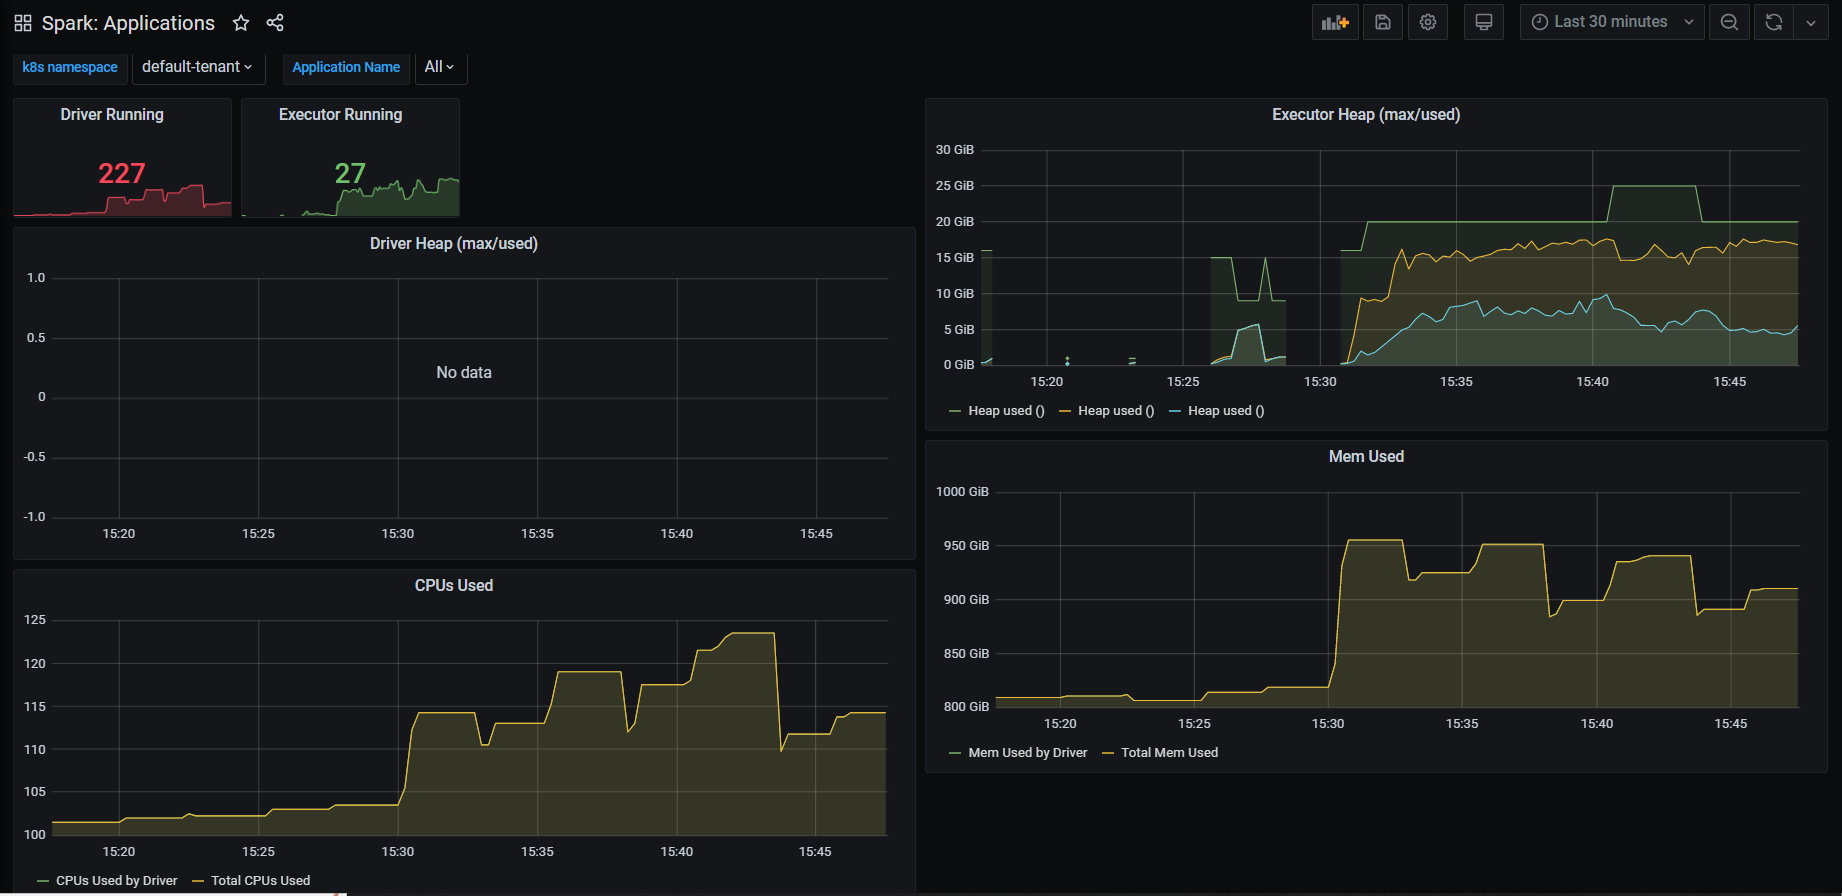 Spark: Applications
Last 30 minutes
k8s namespace
default-tenant
Application Name
All
Driver Running
227
Executor Running
27
Driver Heap (max/used)
1.0
0.5
0
-0.5
-1.0
No data
15:20 15:25 15:30 15:35 15:40 15:45
CPUs Used
125
120
115
110
105
100
15:20 15:25 15:30 15:35 15:40 15:45
CPUs Used by Driver Total CPUs Used
Executor Heap (max/used)
30 GiB
25 GiB
20 GiB
15 GiB
10 GiB
5 GiB
0 GiB
15:20 15:25 15:30 15:35 15:40 15:45
Heap used () Heap used () Heap used ()
Mem Used
1000 GiB
950 GiB
900 GiB
850 GiB
800 GiB
15:20 15:25 15:30 15:35 15:40 15:45
Mem Used by Driver Total Mem Used